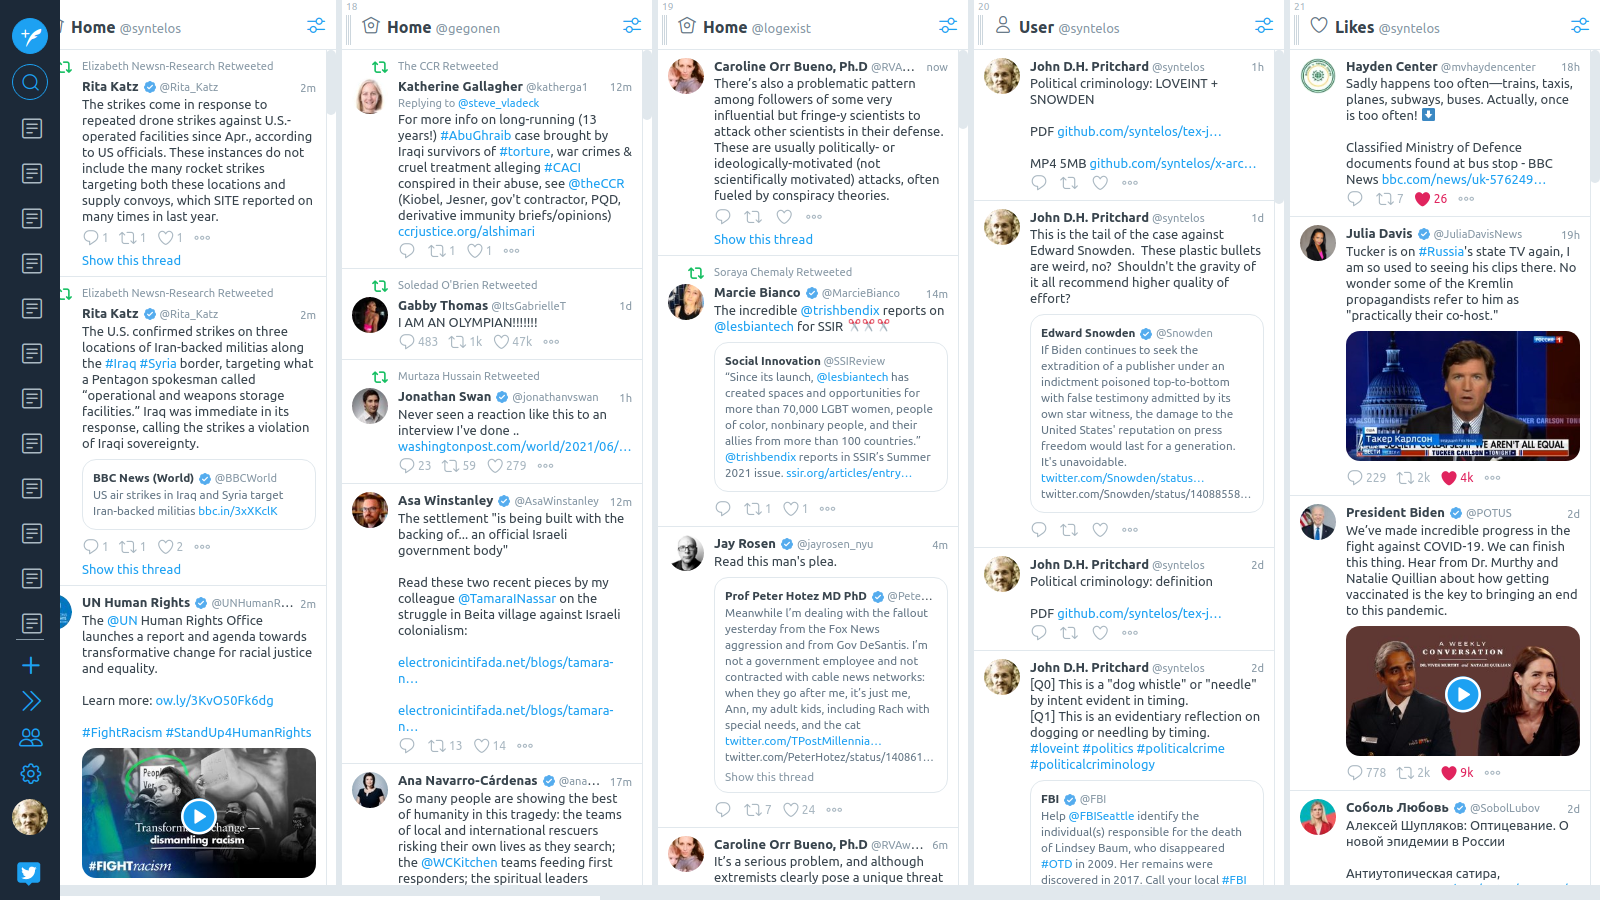 Home @syntelos
Elizabeth Newsn-Research Retweeted
Rita Katz @Rita_Katz 2m
The strikes come in response to
repeated drone strikes against U.S.-
operated facilities since Apr., according
to US officials. These instances do not
include the many rocket strikes
targeting both these locations and
supply convoys, which SITE reported on
many times in last year.
1 1 1
Show this thread
Elizabeth Newsn-Research Retweeted
Rita Katz @Rita_Katz 2m
The U.S. confirmed strikes on three
locations of Iran-backed militias along
the #Iraq #Syria border, targeting what
a Pentagon spokesman called
“operational and weapons storage
facilities.” Iraq was immediate in its
response, calling the strikes a violation
of Iraqi sovereignty.
BBC News (World) @BBCWorld
US air strikes in Iraq and Syria target
Iran-backed militias bbc.in/3xXKclK
1 1 2
Show this thread
UN Human Rights @UNHumanR... 2m
The @UN Human Rights Office
launches a report and agenda towards
transformative change for racial justice
and equality.
Learn more: ow.ly/3KvO50Fk6dg
#FightRacism #StandUp4HumanRights
change —
dismantling racism
#FIGHTracism
18
Home @gegonen
The CCR Retweeted
Katherine Gallagher @katherga1 12m
Replying to @steve_vladeck
For more info on long-running (13
years!) #AbuGhraib case brought by
Iraqi survivors of #torture, war crimes &
cruel treatment alleging #CACI
conspired in their abuse, see @theCCR
(Kiobel, Jesner, gov't contractor, PQD,
derivative immunity briefs/opinions)
ccrjustice.org/alshimari
1 1
Soledad O'Brien Retweeted
Gabby Thomas @ItsGabrielleT 1d
I AM AN OLYMPIAN!!!!!!!
483 1k 47k
Murtaza Hussain Retweeted
Jonathan Swan @jonathanvswan 1h
Never seen a reaction like this to an
interview I've done ..
washingtonpost.com/world/2021/06/...
23 59 279
Asa Winstanley @AsaWinstanley 12m
The settlement "is being built with the
backing of... an official Israeli
government body"
Read these two recent pieces by my
colleague @TamaraINassar on the
struggle in Beita village against Israeli
colonialism:
electronicintifada.net/blogs/tamara-
n...
electronicintifada.net/blogs/tamara-
n...
13 14
Ana Navarro-Cárdenas @ana... 17m
So many people are showing the best
of humanity in this tragedy: the teams
of local and international rescuers
risking their own lives as they search;
the @WCKitchen teams feeding first
responders; the spiritual leaders
19
Home @logexist
Caroline Orr Bueno, Ph.D @RVA... now
There’s also a problematic pattern
among followers of some very
influential but fringe-y scientists to
attack other scientists in their defense.
These are usually politically- or
ideologically-motivated (not
scientifically motivated) attacks, often
fueled by conspiracy theories.
Show this thread
Soraya Chemaly Retweeted
Marcie Bianco @MarcieBianco 14m
The incredible @trishbendix reports on
@lesbiantech for SSIR ✂️✂️✂️
Social Innovation @SSIReview
“Since its launch, @lesbiantech has
created spaces and opportunities for
more than 70,000 LGBT women, people
of color, nonbinary people, and their
allies from more than 100 countries.”
@trishbendix reports in SSIR's Summer
2021 issue. ssir.org/articles/entry...
1 1
Jay Rosen @jayrosen_nyu 4m
Read this man's plea.
Prof Peter Hotez MD PhD @Pete...
Meanwhile I’m dealing with the fallout
yesterday from the Fox News
aggression and from Gov DeSantis. I’m
not a government employee and not
contracted with cable news networks:
when they go after me, it's just me,
Ann, my adult kids, including Rach with
special needs, and the cat
twitter.com/TPostMillennia...
twitter.com/PeterHotez/status/140861...
Show this thread
7 24
Caroline Orr Bueno, Ph.D @RVAw... 6m
It’s a serious problem, and although
extremists clearly pose a unique threat
20
User @syntelos
John D.H. Pritchard @syntelos 1h
Political criminology: LOVEINT +
SNOWDEN
PDF github.com/syntelos/tex-j...
MP4 5MB github.com/syntelos/x-arc...
John D.H. Pritchard @syntelos 1d
This is the tail of the case against
Edward Snowden. These plastic bullets
are weird, no? Shouldn't the gravity of
it all recommend higher quality of
effort?
Edward Snowden @Snowden
If Biden continues to seek the
extradition of a publisher under an
indictment poisoned top-to-bottom
with false testimony admitted by its
own star witness, the damage to the
United States' reputation on press
freedom would last for a generation.
It's unavoidable.
twitter.com/Snowden/status...
twitter.com/Snowden/status/14088558...
John D.H. Pritchard @syntelos 2d
Political criminology: definition
PDF github.com/syntelos/tex-j...
John D.H. Pritchard @syntelos 2d
[Q0] This is a "dog whistle" or "needle"
by intent evident in timing.
[Q1] This is an evidentiary reflection on
dogging or needling by timing.
#loveint #politics #politicalcrime
#politicalcriminology
FBI @FBI
Help @FBISeattle identify the
individual(s) responsible for the death
of Lindsey Baum, who disappeared
#OTD in 2009. Her remains were
discovered in 2017. Call your local #FBI
21
Likes @syntelos
Hayden Center @mvhaydencenter 18h
Sadly happens too often—trains, taxis,
planes, subways, buses. Actually, once
is too often! ⬇️
Classified Ministry of Defence
documents found at bus stop - BBC
News bbc.com/news/uk-576249...
7 26
Julia Davis @JuliaDavisNews 19h
Tucker is on #Russia's state TV again, I
am so used to seeing his clips there. No
wonder some of the Kremlin
propagandists refer to him as
"practically their co-host."
РОССИЯ 1
Такер Карлсон
WE AREN'T ALL EQUAL
TUCKER CARLSON TONIGHT
229 2k 4k
President Biden @POTUS 2d
We’ve made incredible progress in the
fight against COVID-19. We can finish
this thing. Hear from Dr. Murthy and
Natalie Quillian about how getting
vaccinated is the key to bringing an end
to this pandemic.
A WEEKLY
CONVERSATION
DR. VIVEK MURTHY and NATALIE QUILLIAN
778 2k 9k
Соболь Любовь @SobolLubov 2d
Алексей Шупляков: Оптицевание. О
новой эпидемии в России
Антиутопическая сатира,